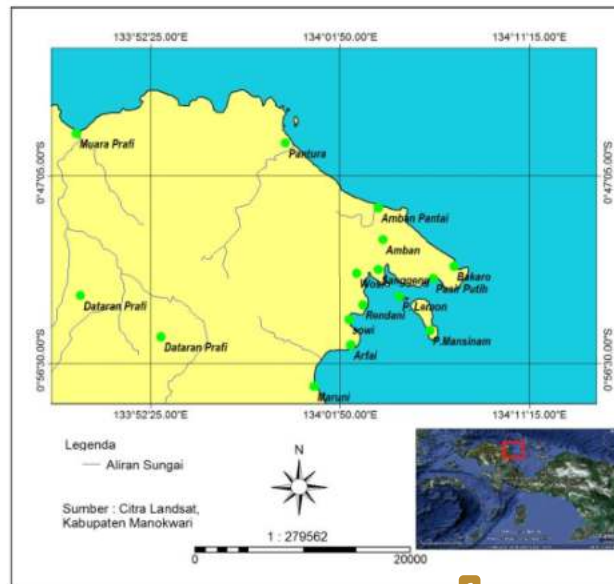 133°52'25.00"E 134°01'50.00"E 134°11'15.00"E
Muara Prafi
Pantura
0°47'05.00"S 0°47'05.00"S
Amban Pantai
Amban
Bakaro
Sanggeng
Wosi
Pasir Putih
Dataran Prafi
P. Lemon
Rendani
Sowi
P.Mansinam
Dataran Prafi
Arfai
0°56'30.00"S 0°56'30.00"S
Maruni
133°52'25.00"E 134°01'50.00"E 134°11'15.00"E
Legenda
Aliran Sungai
N
Sumber : Citra Landsat,
Kabupaten Manokwari
1 : 279562
0 20000